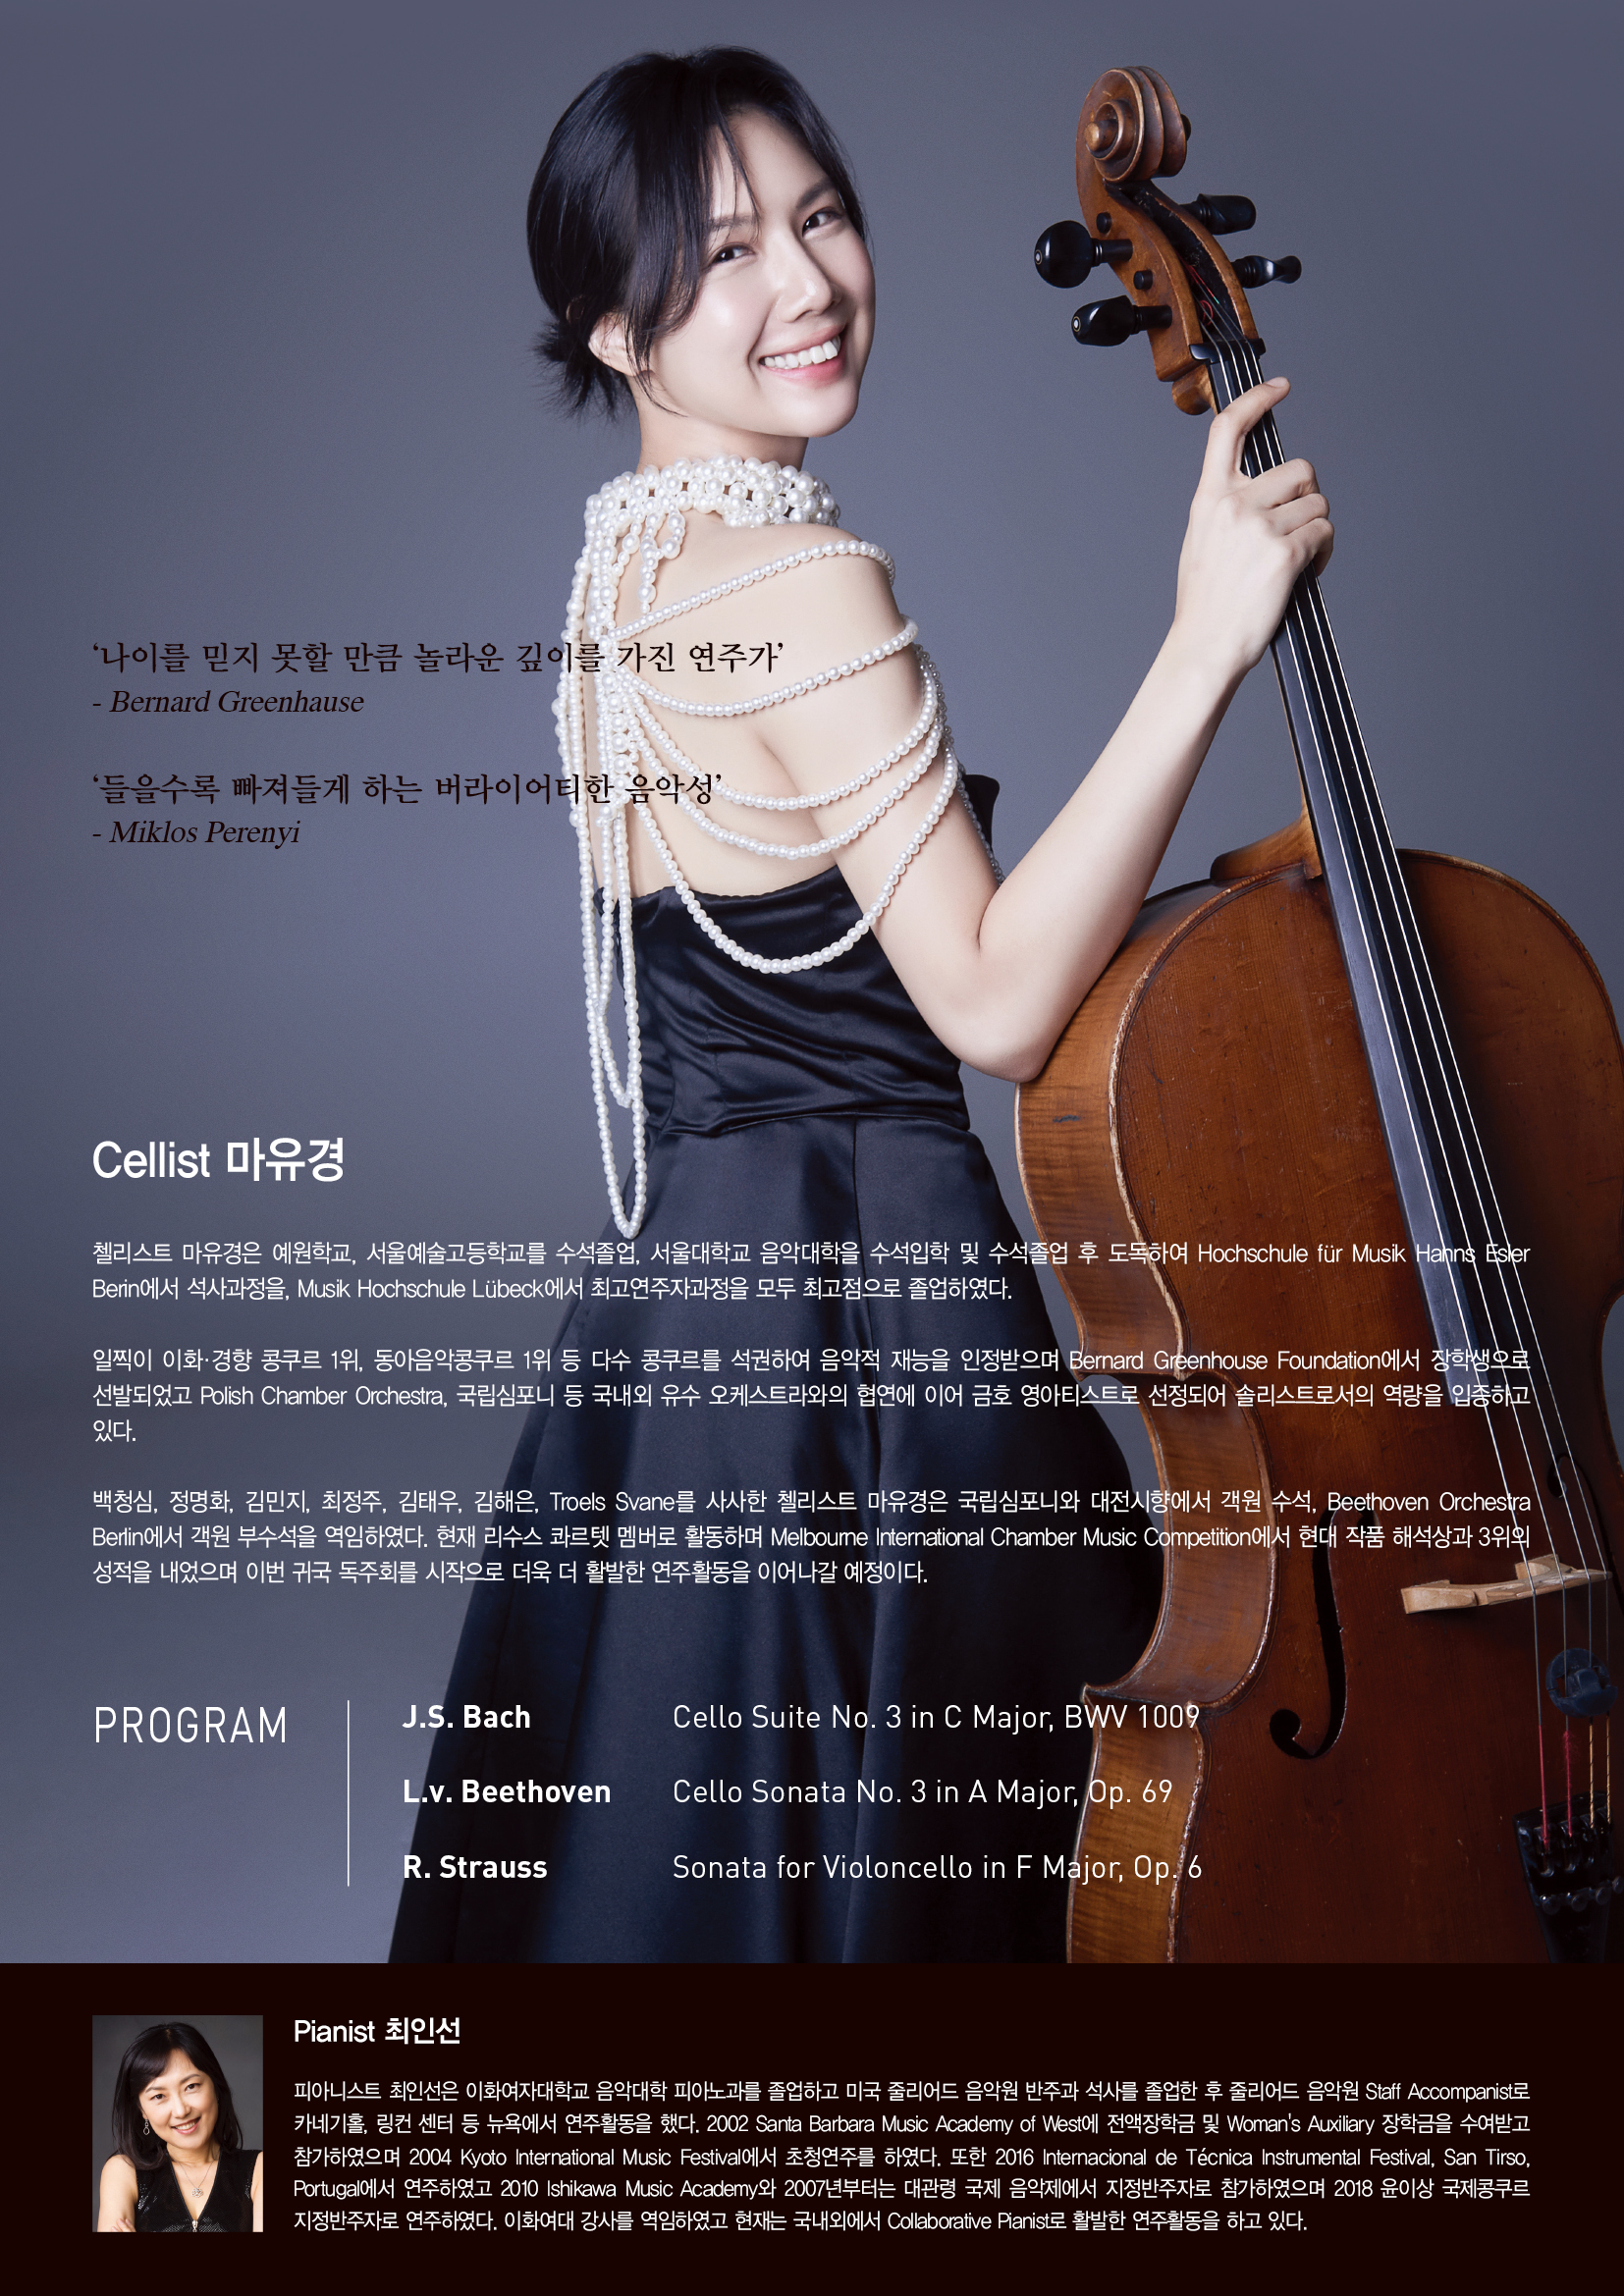 ‘나이를 믿지 못할 만큼 놀라운 깊이를 가진 연주가’
- Bernard Greenhause
‘들을수록 빠져들게 하는 버라이어티한 음악성’
- Miklos Perenyi
Cellist 마유경
첼리스트 마유경은 예원학교, 서울예술고등학교를 수석졸업, 서울대학교 음악대학을 수석입학 및 수석졸업 후 도독하여 Hochschule für Musik Hanns Esler
Berin에서 석사과정을, Musik Hochschule Lübeck에서 최고연주자과정을 모두 최고점으로 졸업하였다.
일찍이 이화·경향 콩쿠르 1위, 동아음악콩쿠르 1위 등 다수 콩쿠르를 석권하여 음악적 재능을 인정받으며 Bernard Greenhouse Foundation에서 장학생으로
선발되었고 Polish Chamber Orchestra, 국립심포니 등 국내외 유수 오케스트라와의 협연에 이어 금호 영아티스트로 선정되어 솔리스트로서의 역량을 입증하고
있다.
백청심, 정명화, 김민지, 최정주, 김태우, 김해은, Troels Svane를 사사한 첼리스트 마유경은 국립심포니와 대전시향에서 객원 수석, Beethoven Orchestra
Berlin에서 객원 부수석을 역임하였다. 현재 리수스 콰르텟 멤버로 활동하며 Melbourne International Chamber Music Competition에서 현대 작품 해석상과 3위의
성적을 내었으며 이번 귀국 독주회를 시작으로 더욱 더 활발한 연주활동을 이어나갈 예정이다.
PROGRAM
J.S. Bach Cello Suite No. 3 in C Major, BWV 1009
L.v. Beethoven Cello Sonata No. 3 in A Major, Op. 69
R. Strauss Sonata for Violoncello in F Major, Op. 6
Pianist 최인선
피아니스트 최인선은 이화여자대학교 음악대학 피아노과를 졸업하고 미국 줄리어드 음악원 반주과 석사를 졸업한 후 줄리어드 음악원 Staff Accompanist로
카네기홀, 링컨 센터 등 뉴욕에서 연주활동을 했다. 2002 Santa Barbara Music Academy of West에 전액장학금 및 Woman's Auxiliary 장학금을 수여받고
참가하였으며 2004 Kyoto International Music Festival에서 초청연주를 하였다. 또한 2016 Internacional de Técnica Instrumental Festival, San Tirso,
Portugal에서 연주하였고 2010 Ishikawa Music Academy와 2007년부터는 대관령 국제 음악제에서 지정반주자로 참가하였으며 2018 윤이상 국제콩쿠르
지정반주자로 연주하였다. 이화여대 강사를 역임하였고 현재는 국내외에서 Collaborative Pianist로 활발한 연주활동을 하고 있다.